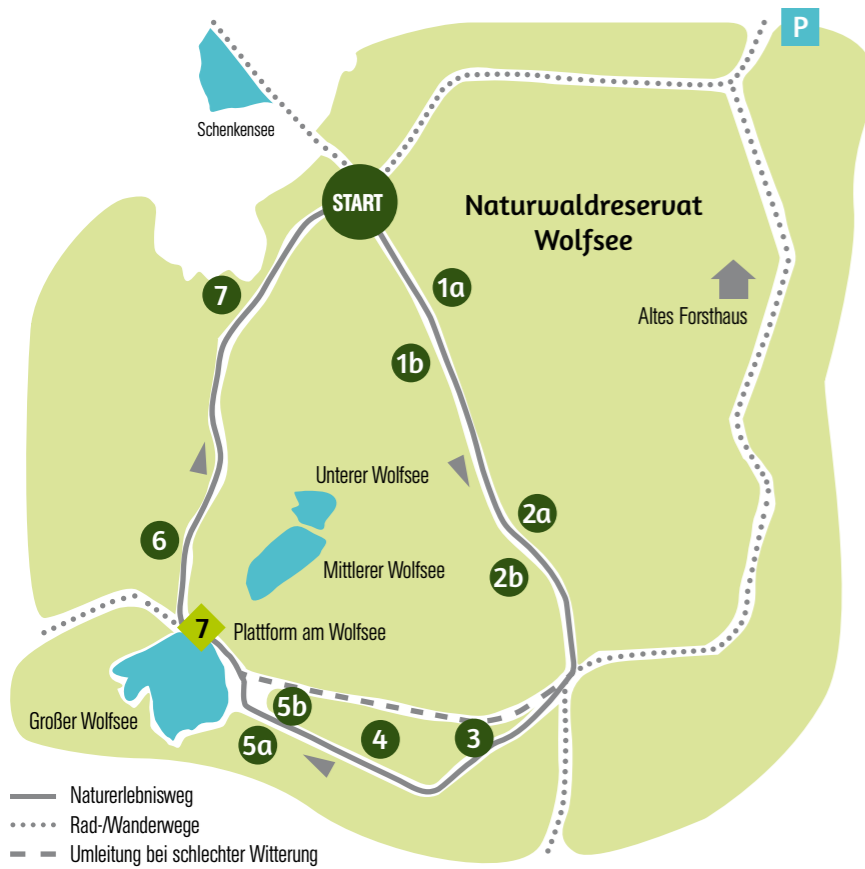 P
Schenkensee
START
Naturwaldreservat
Wolfsee
7
1a
Altes Forsthaus
1b
Unterer Wolfsee
2a
6
Mittlerer Wolfsee
2b
7
Plattform am Wolfsee
5b
Großer Wolfsee
5a
4
3
Naturerlebnisweg
Rad-/Wanderwege
Umleitung bei schlechter Witterung